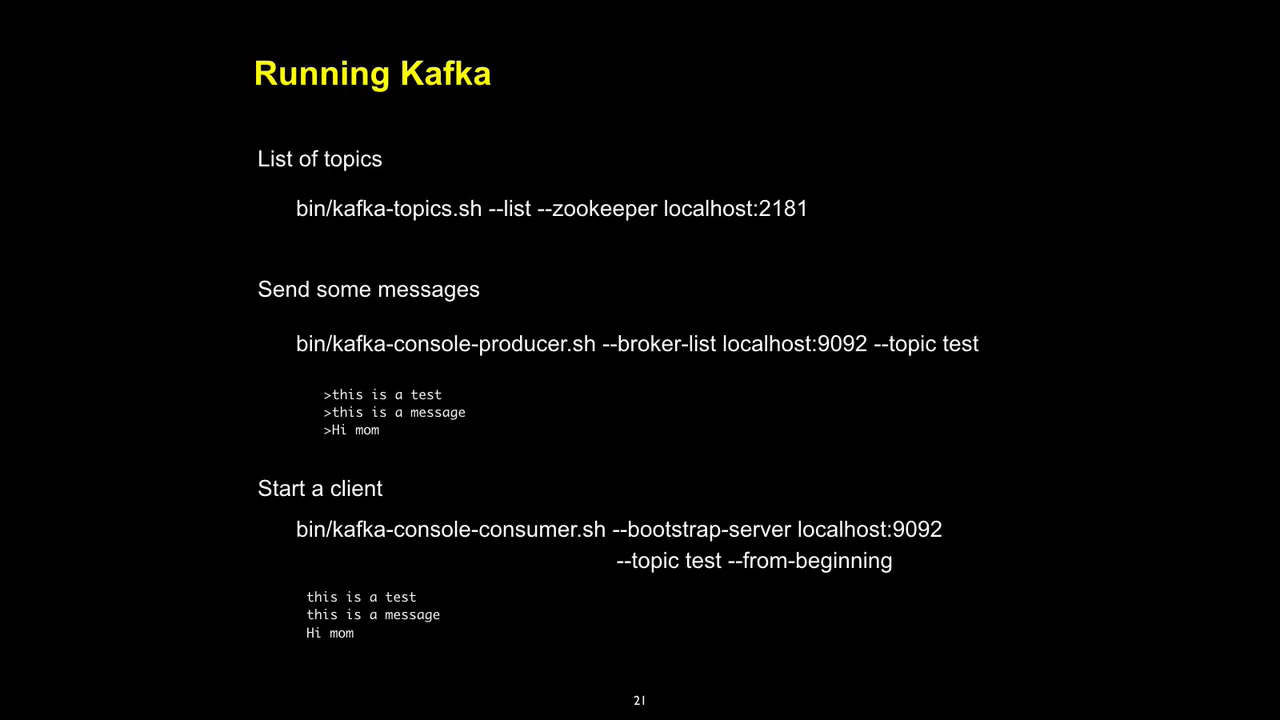 Running Kafka
List of topics
bin/kafka-topics.sh --list --zookeeper localhost:2181
Send some messages
bin/kafka-console-producer.sh --broker-list localhost:9092 --topic test
>this is a test
>this is a message
>Hi mom
Start a client
bin/kafka-console-consumer.sh --bootstrap-server localhost:9092
--topic test --from-beginning
this is a test
this is a message
Hi mom
21